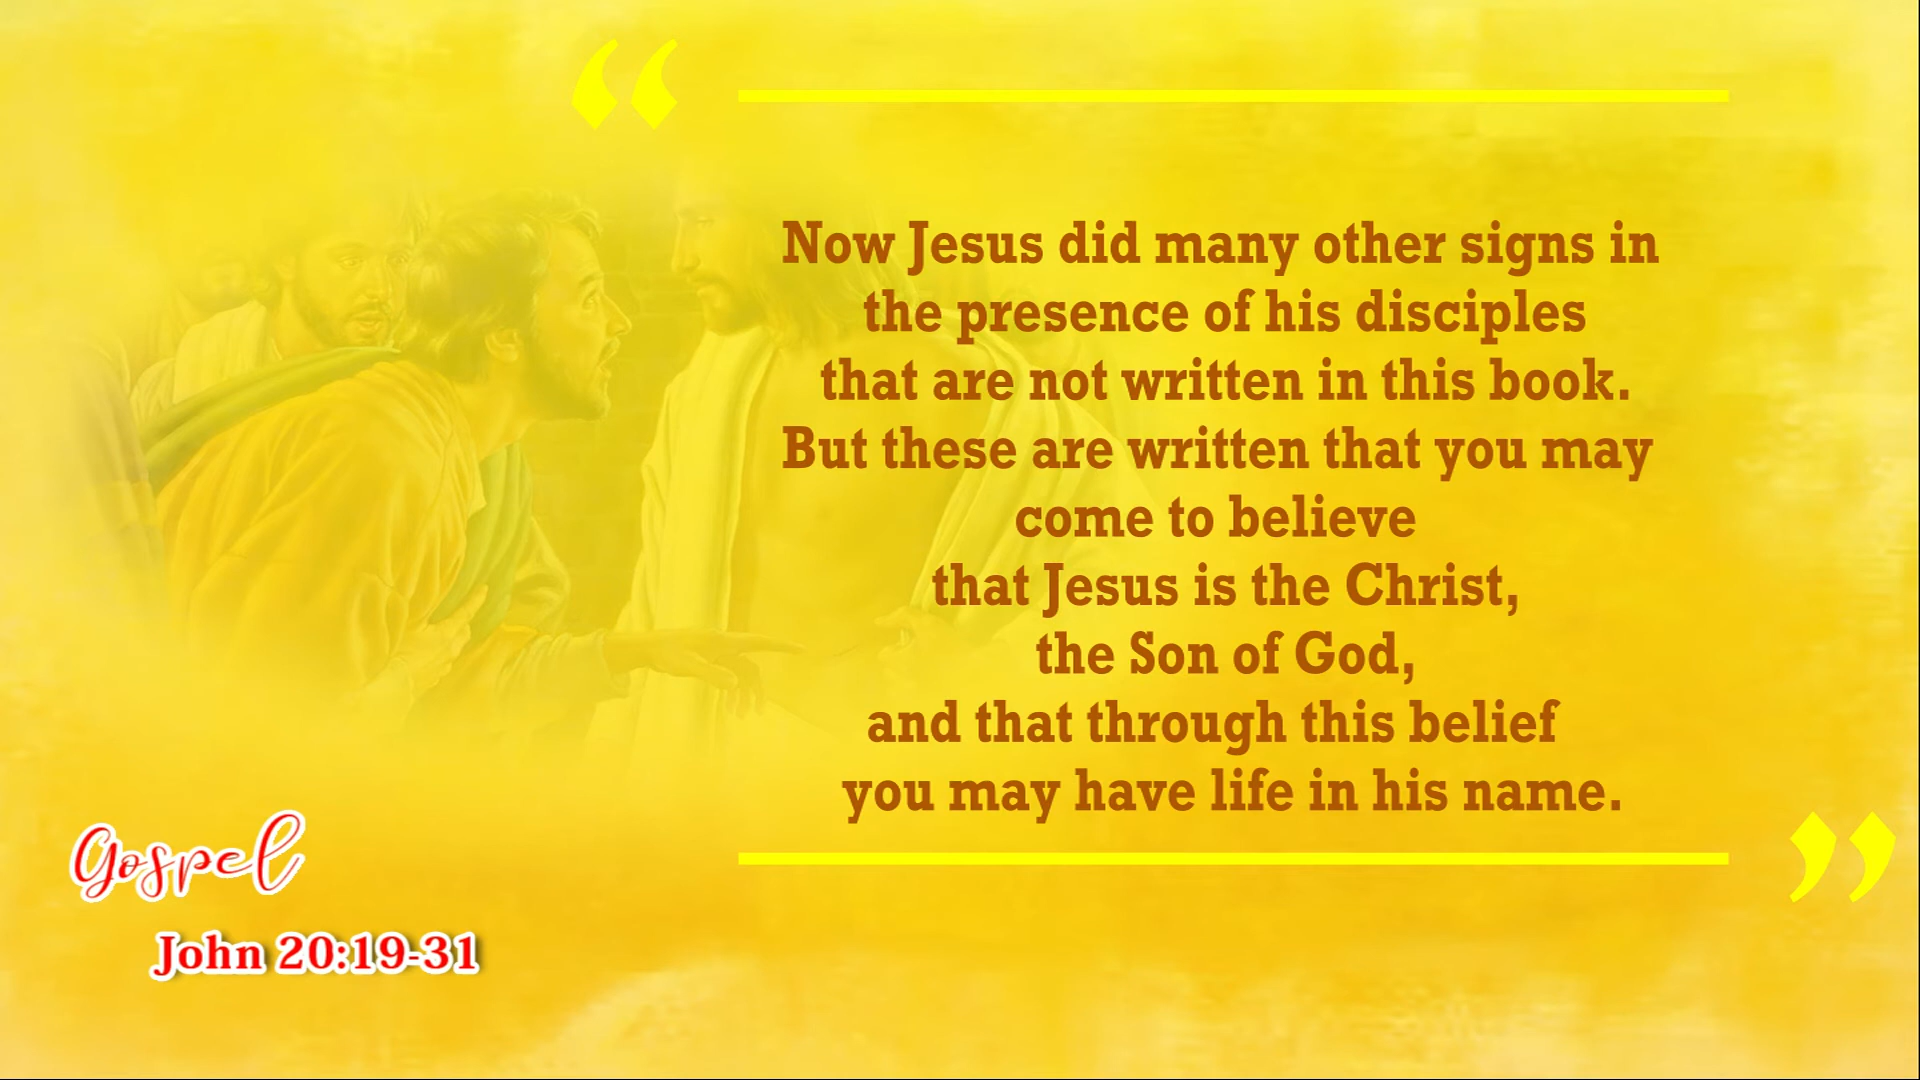 “
Now Jesus did many other signs in
the presence of his disciples
that are not written in this book.
But these are written that you may
come to believe
that Jesus is the Christ,
the Son of God,
and that through this belief
you may have life in his name.
”
Gospel
John 20:19-31